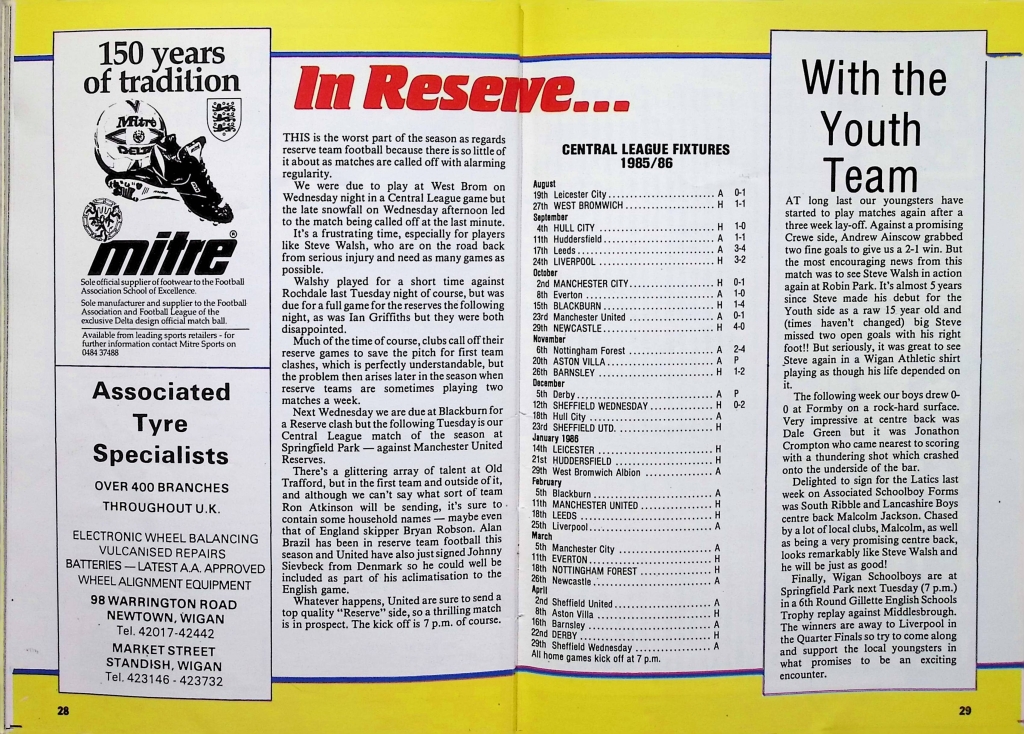 150 years
of tradition
Mitre
DELTA
mitre®
Sole official supplier of footwear to the Football
Association School of Excellence.
Sole manufacturer and supplier to the Football
Association and Football League of the
exclusive Delta design official match ball.
Available from leading sports retailers - for
further information contact Mitre Sports on
0484 37488
Associated
Tyre
Specialists
OVER 400 BRANCHES
THROUGHOUT U.K.
ELECTRONIC WHEEL BALANCING
VULCANISED REPAIRS
BATTERIES — LATEST A.A. APPROVED
WHEEL ALIGNMENT EQUIPMENT
98 WARRINGTON ROAD
NEWTOWN, WIGAN
Tel. 42017-42442
MARKET STREET
STANDISH, WIGAN
Tel. 423146 - 423732
28
In Reserve...
THIS is the worst part of the season as regards
reserve team football because there is so little of
it about as matches are called off with alarming
regularity.
We were due to play at West Brom on
Wednesday night in a Central League game but
the late snowfall on Wednesday afternoon led
to the match being called off at the last minute.
It's a frustrating time, especially for players
like Steve Walsh, who are on the road back
from serious injury and need as many games as
possible.
Walshy played for a short time against
Rochdale last Tuesday night of course, but was
due for a full game for the reserves the following
night, as was Ian Griffiths but they were both
disappointed.
Much of the time of course, clubs call off their
reserve games to save the pitch for first team
clashes, which is perfectly understandable, but
the problem then arises later in the season when
reserve teams are sometimes playing two
matches a week.
Next Wednesday we are due at Blackburn for
a Reserve clash but the following Tuesday is our
Central League match of the season at
Springfield Park — against Manchester United
Reserves.
There's a glittering array of talent at Old
Trafford, but in the first team and outside of it,
and although we can't say what sort of team
Ron Atkinson will be sending, it's sure to
contain some household names — maybe even
that of England skipper Bryan Robson. Alan
Brazil has been in reserve team football this
season and United have also just signed Johnny
Sievbeck from Denmark so he could well be
included as part of his aclimatisation to the
English game.
Whatever happens, United are sure to send a
top quality "Reserve" side, so a thrilling match
is in prospect. The kick off is 7 p.m. of course.
CENTRAL LEAGUE FIXTURES
1985/86
August
19th Leicester City A 0-1
27th WEST BROMWICH H 1-1
September
4th HULL CITY H 1-0
11th Huddersfield A 1-1
17th Leeds A 3-4
24th LIVERPOOL H 3-2
October
2nd MANCHESTER CITY H 0-1
8th Everton A 1-0
15th BLACKBURN H 1-4
23rd Manchester United A 0-1
29th NEWCASTLE H 4-0
November
6th Nottingham Forest A 2-4
20th ASTON VILLA A P
26th BARNSLEY H 1-2
December
5th Derby A P
12th SHEFFIELD WEDNESDAY H 0-2
18th Hull City A
23rd SHEFFIELD UTD. H
January 1986
14th LEICESTER H
21st HUDDERSFIELD H
29th West Bromwich Albion A
February
5th Blackburn A
11th MANCHESTER UNITED H
18th LEEDS H
25th Liverpool A
March
5th Manchester City A
11th EVERTON H
18th NOTTINGHAM FOREST H
26th Newcastle A
April
2nd Sheffield United A
8th Aston Villa H
16th Barnsley A
22nd DERBY H
29th Sheffield Wednesday A
All home games kick off at 7 p.m.
With the
Youth
Team
AT long last our youngsters have
started to play matches again after a
three week lay-off. Against a promising
Crewe side, Andrew Ainscow grabbed
two fine goals to give us a 2-1 win. But
the most encouraging news from this
match was to see Steve Walsh in action
again at Robin Park. It's almost 5 years
since Steve made his debut for the
Youth side as a raw 15 year old and
(times haven't changed) big Steve
missed two open goals with his right
foot!! But seriously, it was great to see
Steve again in a Wigan Athletic shirt
playing as though his life depended on
it.
The following week our boys drew 0-
0 at Formby on a rock-hard surface.
Very impressive at centre back was
Dale Green but it was Jonathon
Crompton who came nearest to scoring
with a thundering shot which crashed
onto the underside of the bar.
Delighted to sign for the Latics last
week on Associated Schoolboy Forms
was South Ribble and Lancashire Boys
centre back Malcolm Jackson. Chased
by a lot of local clubs, Malcolm, as well
as being a very promising centre back,
looks remarkably like Steve Walsh and
he will be just as good!
Finally, Wigan Schoolboys are at
Springfield Park next Tuesday (7 p.m.)
in a 6th Round Gillette English Schools
Trophy replay against Middlesbrough.
The winners are away to Liverpool in
the Quarter Finals so try to come along
and support the local youngsters in
what promises to be an exciting
encounter.
29